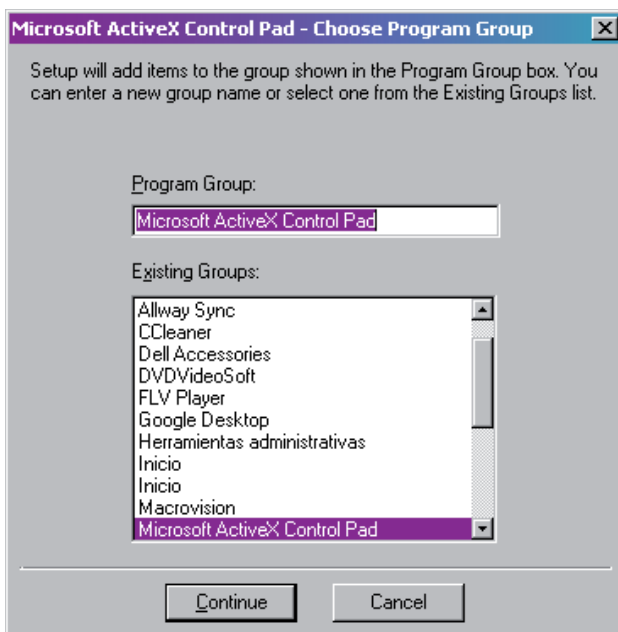 Microsoft ActiveX Control Pad - Choose Program Group
Setup will add items to the group shown in the Program Group box. You
can enter a new group name or select one from the Existing Groups list.
Program Group:
Microsoft ActiveX Control Pad
Existing Groups:
Allway Sync
CCleaner
Dell Accessories
DVDVideoSoft
FLV Player
Google Desktop
Herramientas administrativas
Inicio
Inicio
Macrovision
Microsoft ActiveX Control Pad
Continue
Cancel